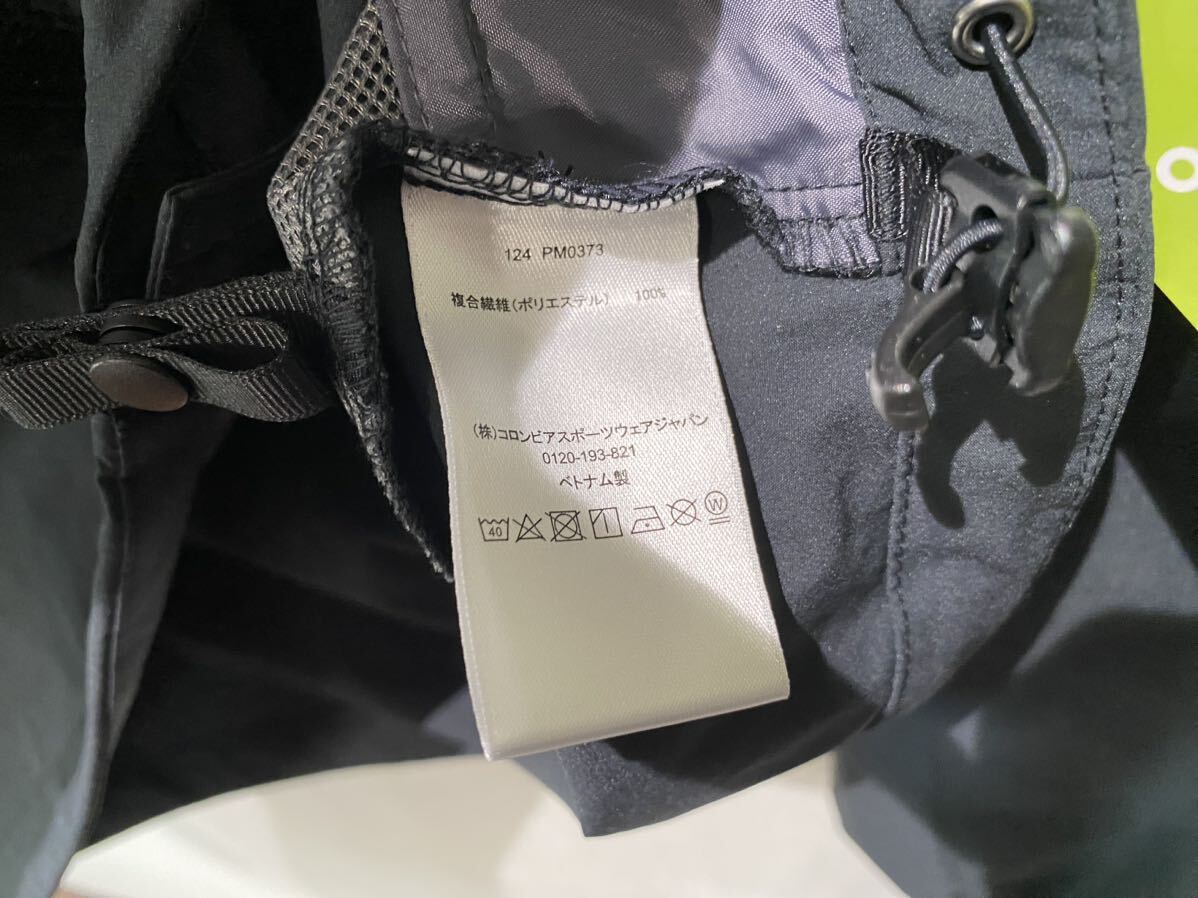 124 PM0373
複合繊維(ポリエステル) 100%
(株)コロンビアスポーツウェアジャパン
0120-193-821
ベトナム製
40 W